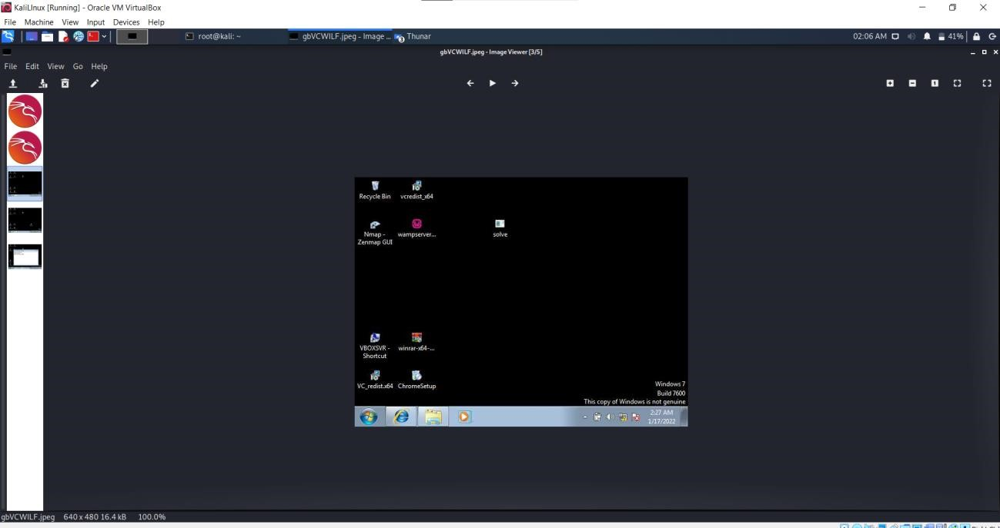 KaliLInux [Running] - Oracle VM VirtualBox
File Machine View Input Devices Help
root@kali: ~
gbVCWILF.jpeg - Image ...
3 Thunar
02:06 AM
41%
gbVCWILF.jpeg - Image Viewer [3/5]
File Edit View Go Help
Recycle Bin
vcredist_x64
Nmap -
Zenmap GUI
wampserver...
solve
VBOXSVR -
Shortcut
winrar-x64-...
VC_redist.x64
ChromeSetup
Windows 7
Build 7600
This copy of Windows is not genuine
2:27 AM
1/17/2022
gbVCWILF.jpeg 640 x 480 16.4 kB 100.0%